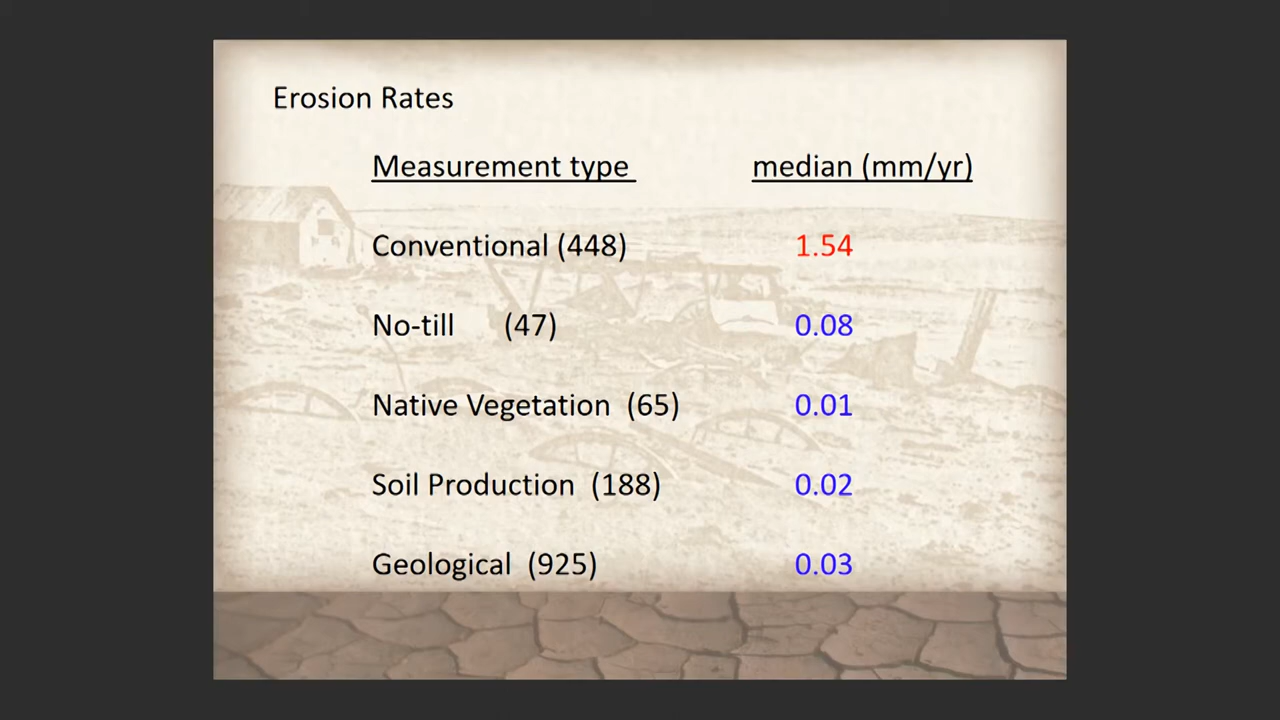 Erosion Rates
Measurement type median (mm/yr)
Conventional (448) 1.54
No-till (47) 0.08
Native Vegetation (65) 0.01
Soil Production (188) 0.02
Geological (925) 0.03